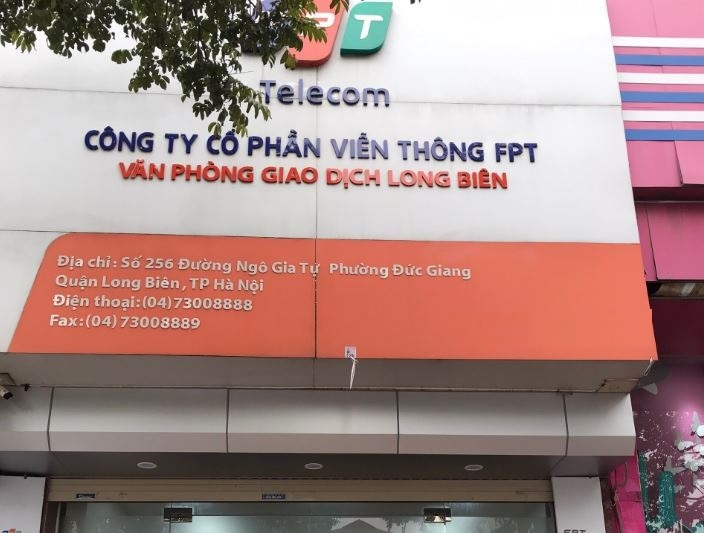 FPT
Telecom
CÔNG TY CỔ PHẦN VIỄN THÔNG FPT
VĂN PHÒNG GIAO DỊCH LONG BIÊN
Địa chỉ: Số 256 Đường Ngô Gia Tự Phường Đức Giang
Quận Long Biên, TP Hà Nội
Điện thoại: (04)73008888
Fax: (04)73008889